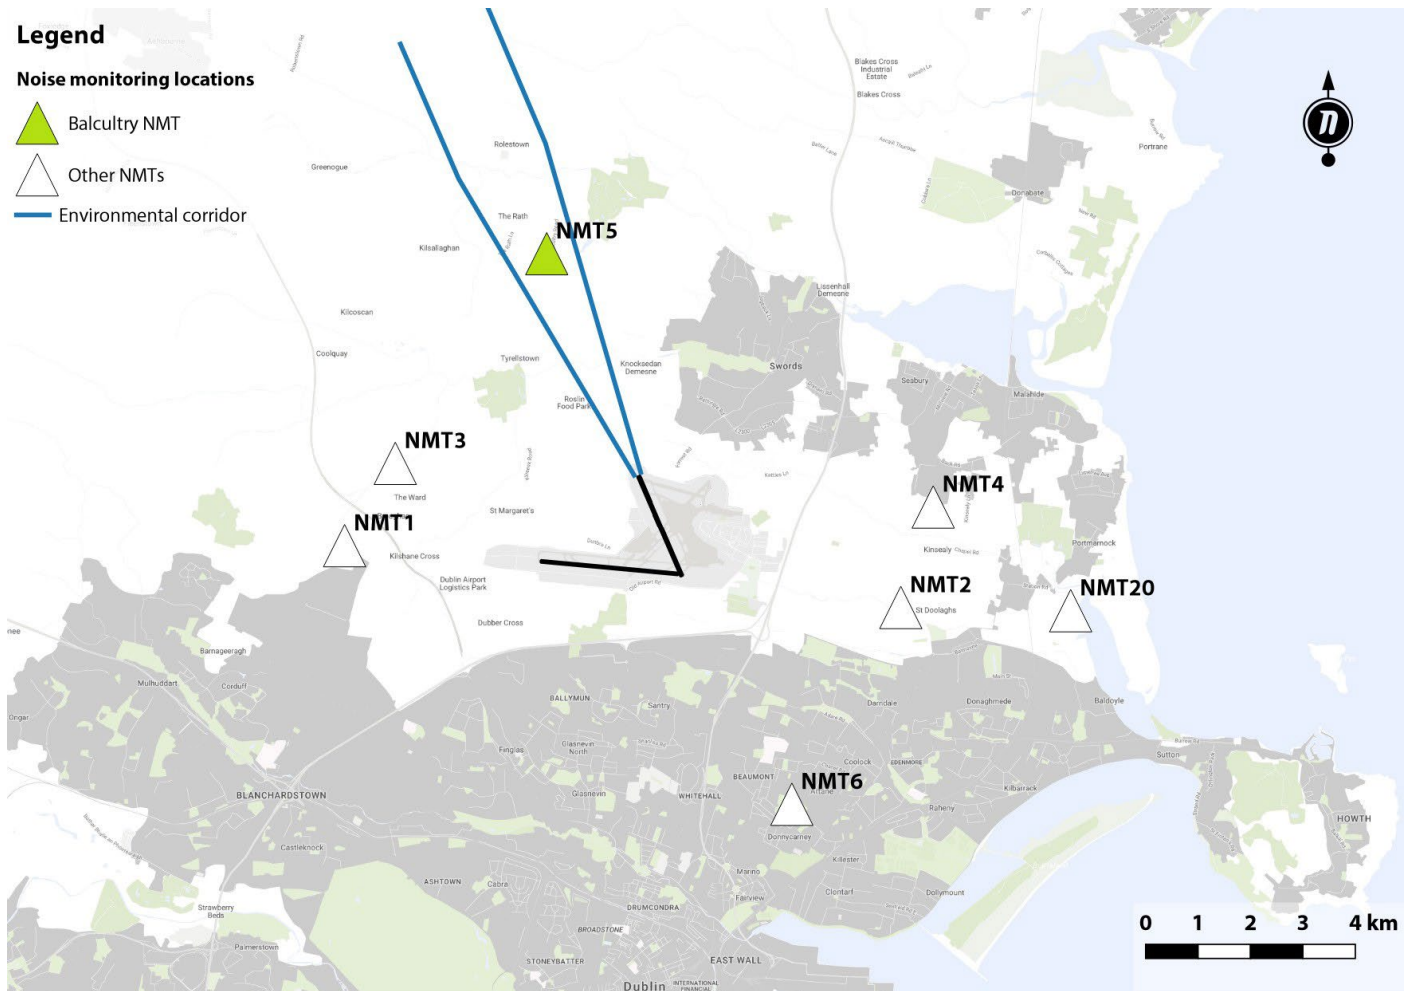 Legend
Noise monitoring locations
Balcultry NMT
Other NMTs
Environmental corridor
Ashbourne
Blakes Cross
Industrial
Estate
Blakes Cross
Rolestown
Greenogue
Portrane
Donabate
The Rath
NMT5
Kilsallaghan
Lissenhall
Demesne
Kilcoscan
Coolquay
Tyrellstown
Knocksedan
Demesne
Swords
Seabury
Malahide
Roslin
Food Park
NMT3
NMT4
The Ward
St Margaret's
NMT1
Kilshane Cross
Kinsealy
Portmarnock
Dublin Airport
Logistics Park
NMT2
NMT20
St Doolaghs
Dubber Cross
Barnageeragh
Mulhuddart
Corduff
Ongar
BALLYMUN
Santry
Darndale
Donaghmede
Baldoyle
Finglas
Glasnevin
North
Sutton
BEAUMONT
Coolock
EDENMORE
NMT6
Artane
BLANCHARDSTOWN
Glasnevin
WHITEHALL
Kilbarrack
Raheny
HOWTH
Donnycarney
Castleknock
Killester
Marino
ASHTOWN
Cabra
Clontarf
Dollymount
Fairview
DRUMCONDRA
Strawberry
Beds
BROADSTONE
Palmerstown
STONEYBATTER
EAST WALL
Dublin
INTERNATIONAL
FINANCIAL
0 1 2 3 4 km